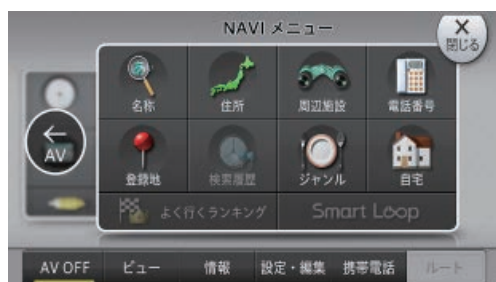 NAVI メニュー
閉じる
名称 住所 周辺施設 電話番号
AV
登録地 検索履歴 ジャンル 自宅
よく行くランキング Smart Loop
AV OFF ビュー 情報 設定・編集 携帯電話 ルート